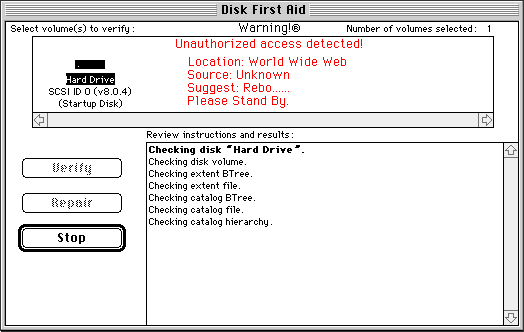 Disk First Aid
Select volume(s) to verify:
Warning!®
Number of volumes selected: 1
Unauthorized access detected!
Location: World Wide Web
Source: Unknown
Suggest: Rebo......
Please Stand By.
Hard Drive
SCSI ID 0 (v8.0.4)
(Startup Disk)
Review instructions and results:
Checking disk “Hard Drive”.
Checking disk volume.
Checking extent BTree.
Checking extent file.
Checking catalog BTree.
Checking catalog file.
Checking catalog hierarchy.
Verify
Repair
Stop